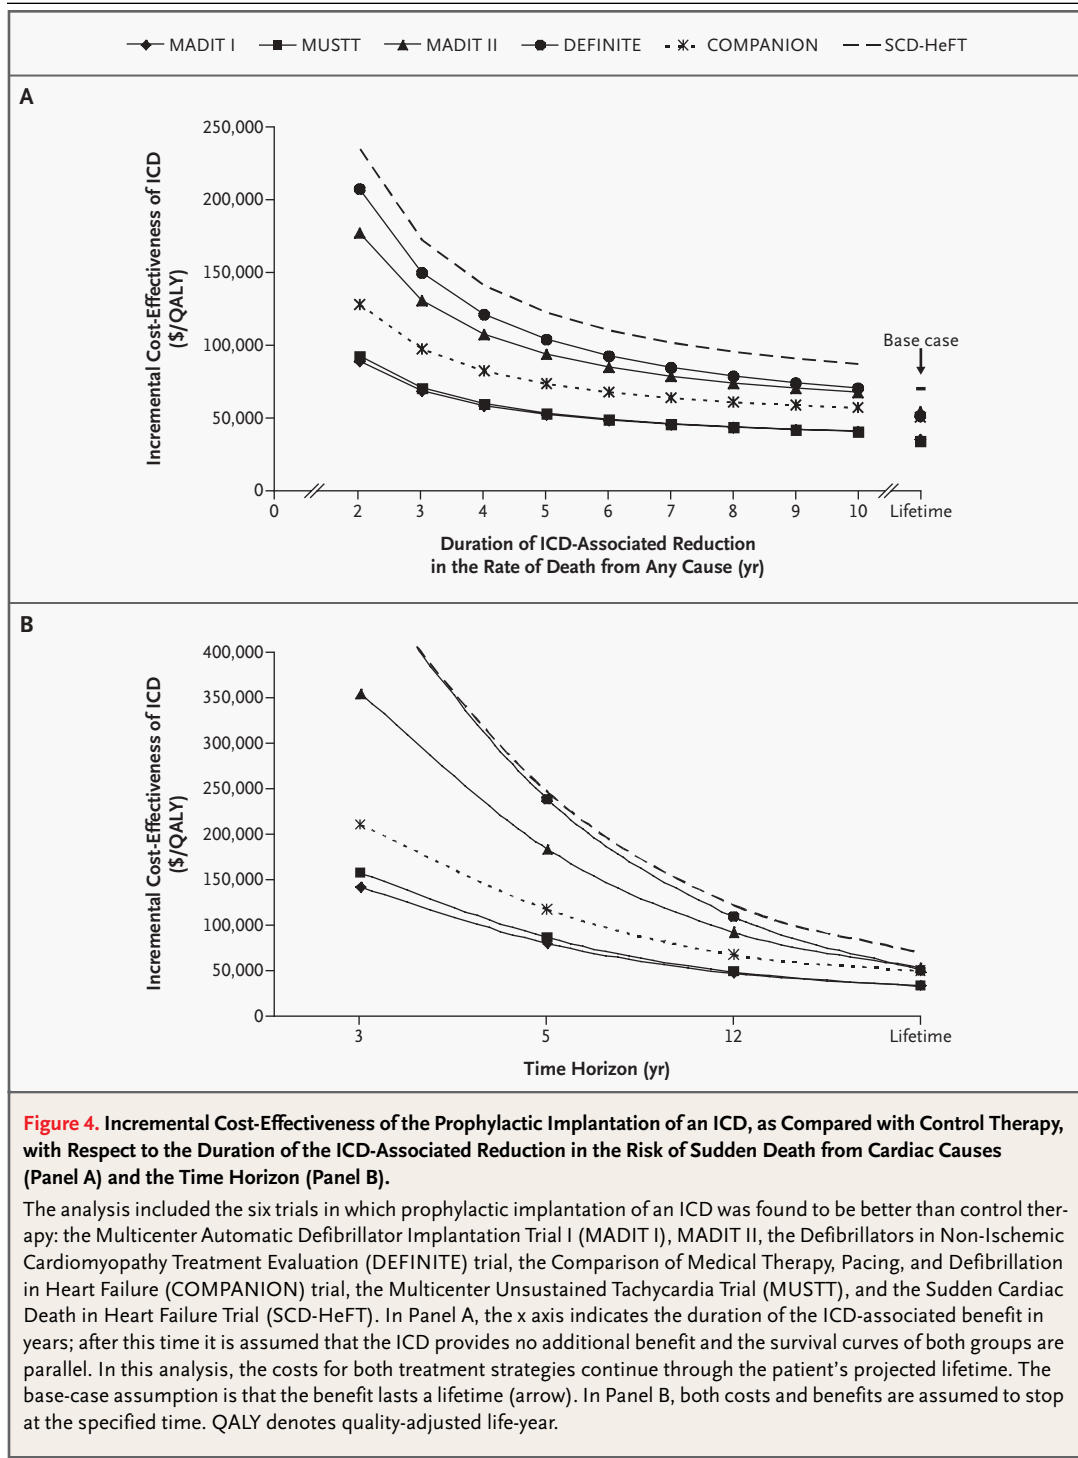 MADIT I MUSTT MADIT II DEFINITE COMPANION SCD-HeFT
A
Incremental Cost-Effectiveness of ICD
($/QALY)
250,000
200,000
150,000
100,000
50,000
0
Base case
0 2 3 4 5 6 7 8 9 10 Lifetime
Duration of ICD-Associated Reduction
in the Rate of Death from Any Cause (yr)
B
Incremental Cost-Effectiveness of ICD
($/QALY)
400,000
350,000
300,000
250,000
200,000
150,000
100,000
50,000
0
3 5 12 Lifetime
Time Horizon (yr)
Figure 4. Incremental Cost-Effectiveness of the Prophylactic Implantation of an ICD, as Compared with Control Therapy,
with Respect to the Duration of the ICD-Associated Reduction in the Risk of Sudden Death from Cardiac Causes
(Panel A) and the Time Horizon (Panel B).
The analysis included the six trials in which prophylactic implantation of an ICD was found to be better than control ther-
apy: the Multicenter Automatic Defibrillator Implantation Trial I (MADIT I), MADIT II, the Defibrillators in Non-Ischemic
Cardiomyopathy Treatment Evaluation (DEFINITE) trial, the Comparison of Medical Therapy, Pacing, and Defibrillation
in Heart Failure (COMPANION) trial, the Multicenter Unsustained Tachycardia Trial (MUSTT), and the Sudden Cardiac
Death in Heart Failure Trial (SCD-HeFT). In Panel A, the x axis indicates the duration of the ICD-associated benefit in
years; after this time it is assumed that the ICD provides no additional benefit and the survival curves of both groups are
parallel. In this analysis, the costs for both treatment strategies continue through the patient's projected lifetime. The
base-case assumption is that the benefit lasts a lifetime (arrow). In Panel B, both costs and benefits are assumed to stop
at the specified time. QALY denotes quality-adjusted life-year.